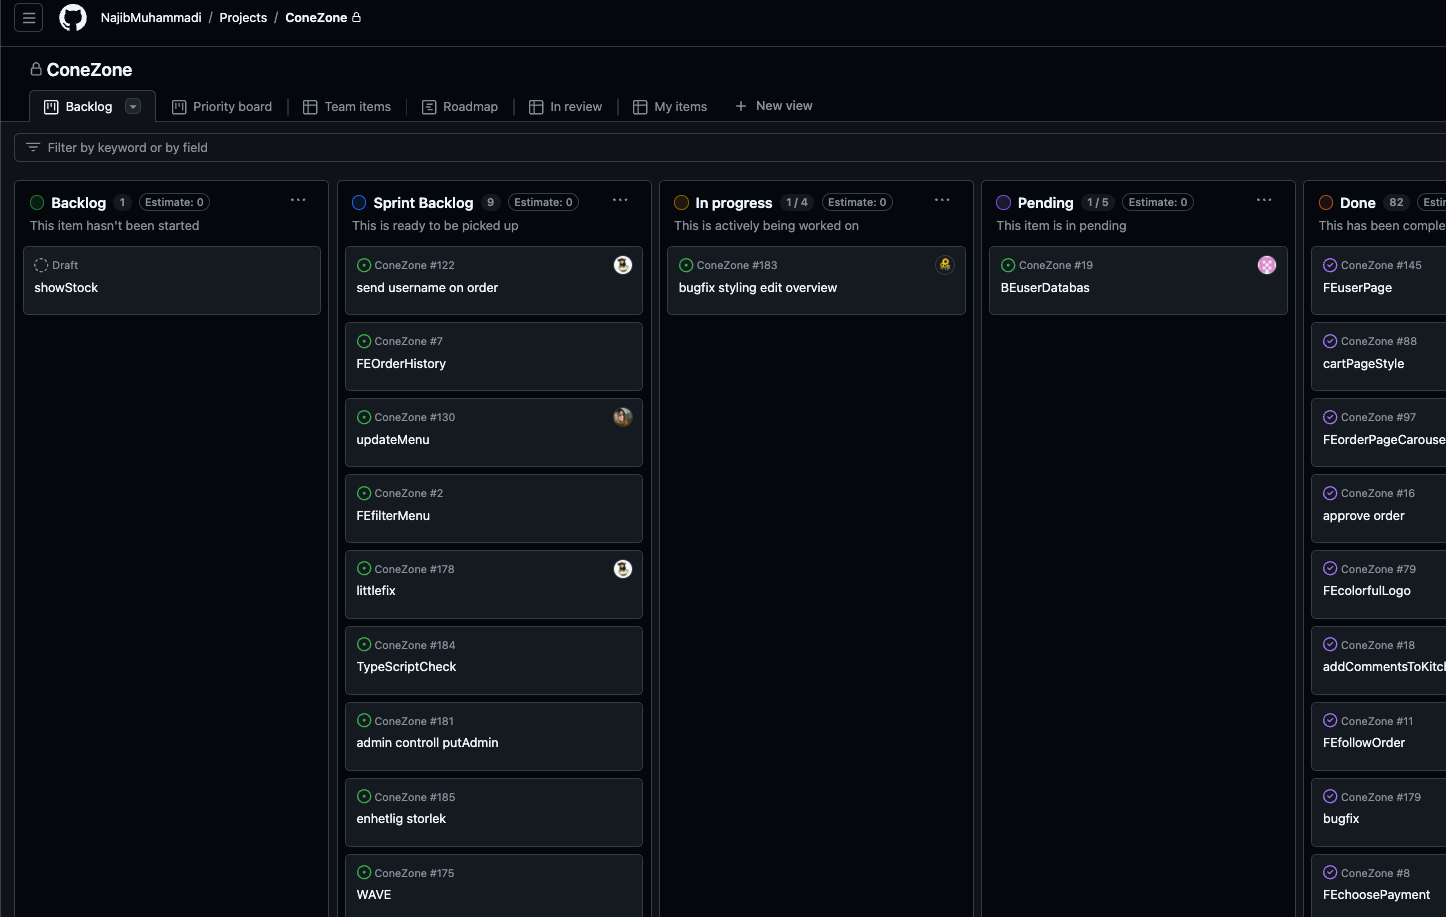 NajibMuhammadi / Projects / ConeZone
ConeZone
Backlog
Priority board
Team items
Roadmap
In review
My items
New view
Filter by keyword or by field
Backlog 1 Estimate: 0
This item hasn't been started
Draft
showStock
Sprint Backlog 9 Estimate: 0
This is ready to be picked up
ConeZone #122
send username on order
ConeZone #7
FEOrderHistory
ConeZone #130
updateMenu
ConeZone #2
FEfilterMenu
ConeZone #178
littlefix
ConeZone #184
TypeScriptCheck
ConeZone #181
admin controll putAdmin
ConeZone #185
enhetlig storlek
ConeZone #175
WAVE
In progress 1 / 4 Estimate: 0
This is actively being worked on
ConeZone #183
bugfix styling edit overview
Pending 1 / 5 Estimate: 0
This item is in pending
ConeZone #19
BEuserDatabas
Done 82 Estir
This has been comple
ConeZone #145
FEuserPage
ConeZone #88
cartPageStyle
ConeZone #97
FEorderPageCarouse
ConeZone #16
approve order
ConeZone #79
FEcolorfulLogo
ConeZone #18
addCommentsToKitch
ConeZone #11
FEfollowOrder
ConeZone #179
bugfix
ConeZone #8
FEchoosePayment